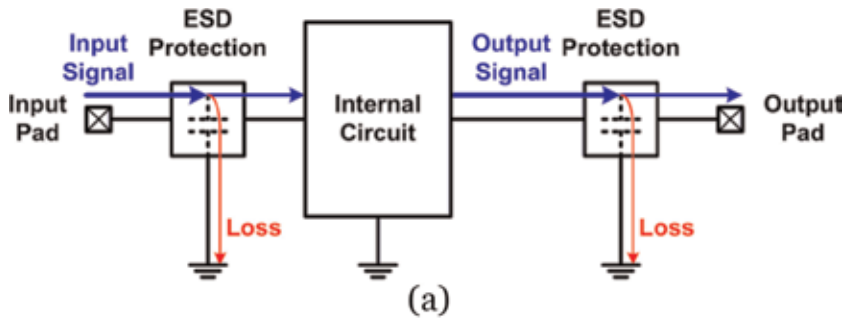 ESD
Protection
Input
Signal
Input
Pad
Loss
Internal
Circuit
Output
Signal
ESD
Protection
Output
Pad
Loss
(a)